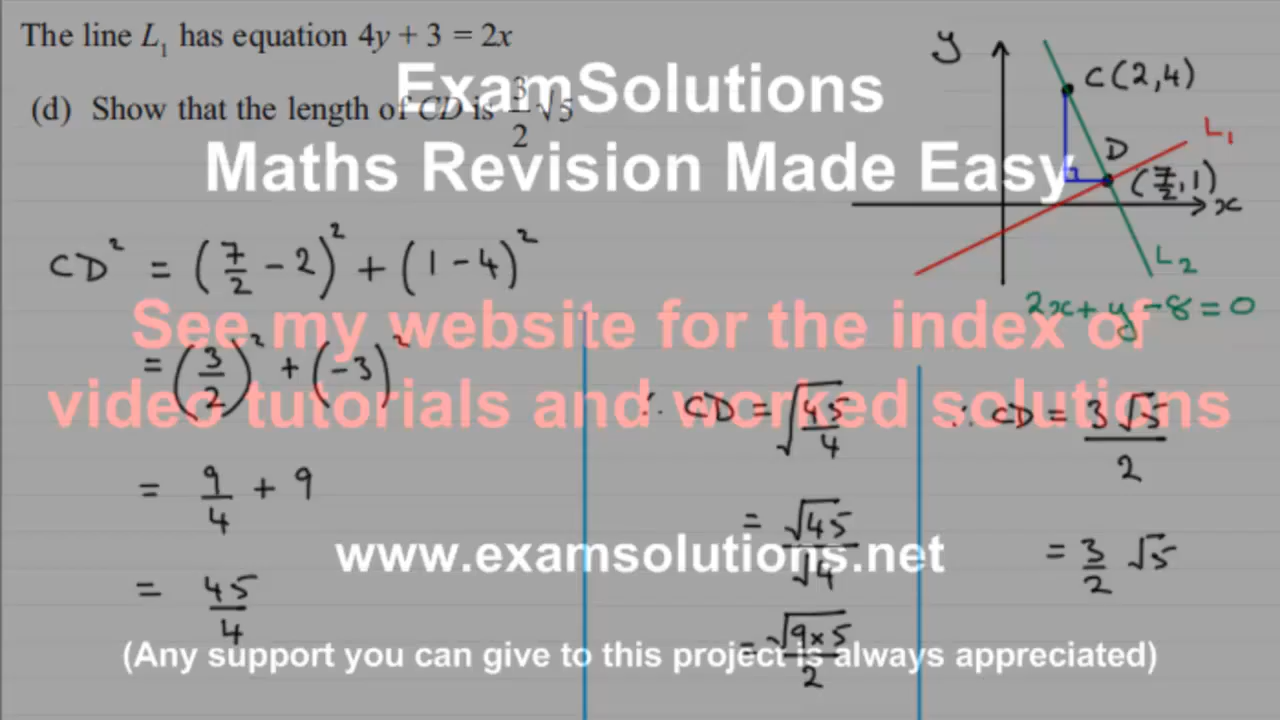 The line L₁ has equation 4y + 3 = 2x
(d) Show that the length of CD is 3/2 √5
ExamSolutions
Maths Revision Made Easy
y
C(2,4)
L₁
D
(7/2, 1)
x
L₂
2x + y - 8 = 0
CD² = (7/2 - 2)² + (1 - 4)²
= (3/2)² + (-3)²
= 9/4 + 9
= 45/4
See my website for the index of
video tutorials and worked solutions
∴ CD = √(45/4)
= √45/√4
= √(9×5)/2
∴ CD = 3√5/2
= 3/2 √5
www.examsolutions.net
(Any support you can give to this project is always appreciated)